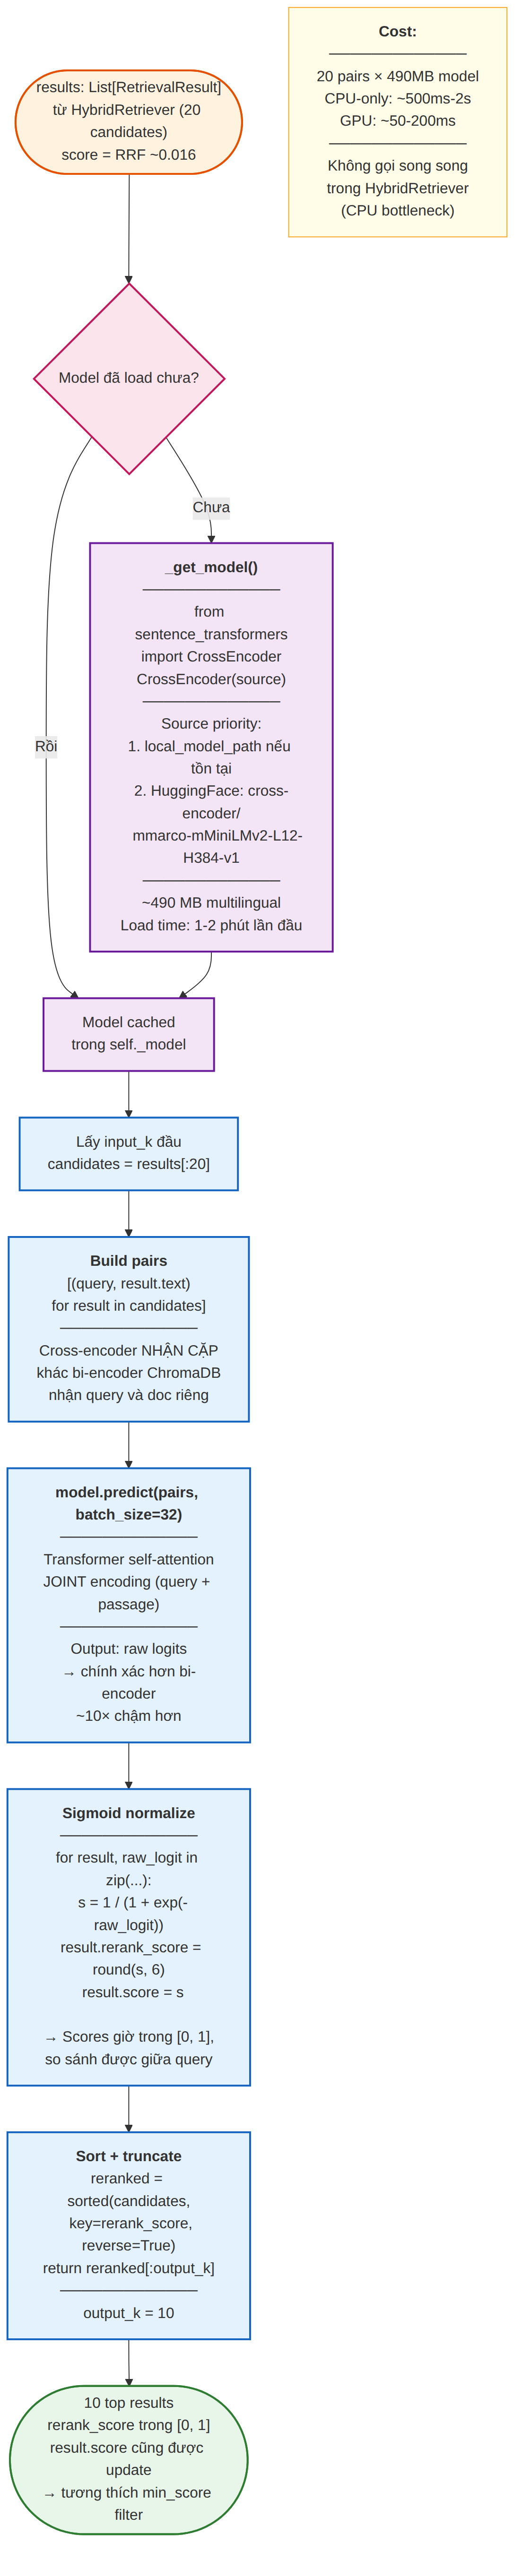 Cost:
20 pairs × 490MB model
CPU-only: ~500ms-2s
GPU: ~50-200ms
Không gọi song song
trong HybridRetriever
(CPU bottleneck)
results: List[RetrievalResult]
từ HybridRetriever (20
candidates)
score = RRF ~0.016
Model đã load chưa?
Chưa
Rồi
_get_model()
from
sentence_transformers
import CrossEncoder
CrossEncoder(source)
Source priority:
1. local_model_path nếu
tồn tại
2. HuggingFace: cross-
encoder/
mmarco-mMiniLMv2-L12-
H384-v1
~490 MB multilingual
Load time: 1-2 phút lần đầu
Model cached
trong self._model
Lấy input_k đầu
candidates = results[:20]
Build pairs
[(query, result.text)
for result in candidates]
Cross-encoder NHẬN CẶP
khác bi-encoder ChromaDB
nhận query và doc riêng
model.predict(pairs,
batch_size=32)
Transformer self-attention
JOINT encoding (query +
passage)
Output: raw logits
→ chính xác hơn bi-
encoder
~10× chậm hơn
Sigmoid normalize
for result, raw_logit in
zip(...):
s = 1 / (1 + exp(-
raw_logit))
result.rerank_score =
round(s, 6)
result.score = s
→ Scores giờ trong [0, 1],
so sánh được giữa query
Sort + truncate
reranked =
sorted(candidates,
key=rerank_score,
reverse=True)
return reranked[:output_k]
output_k = 10
10 top results
rerank_score trong [0, 1]
result.score cũng được
update
→ tương thích min_score
filter